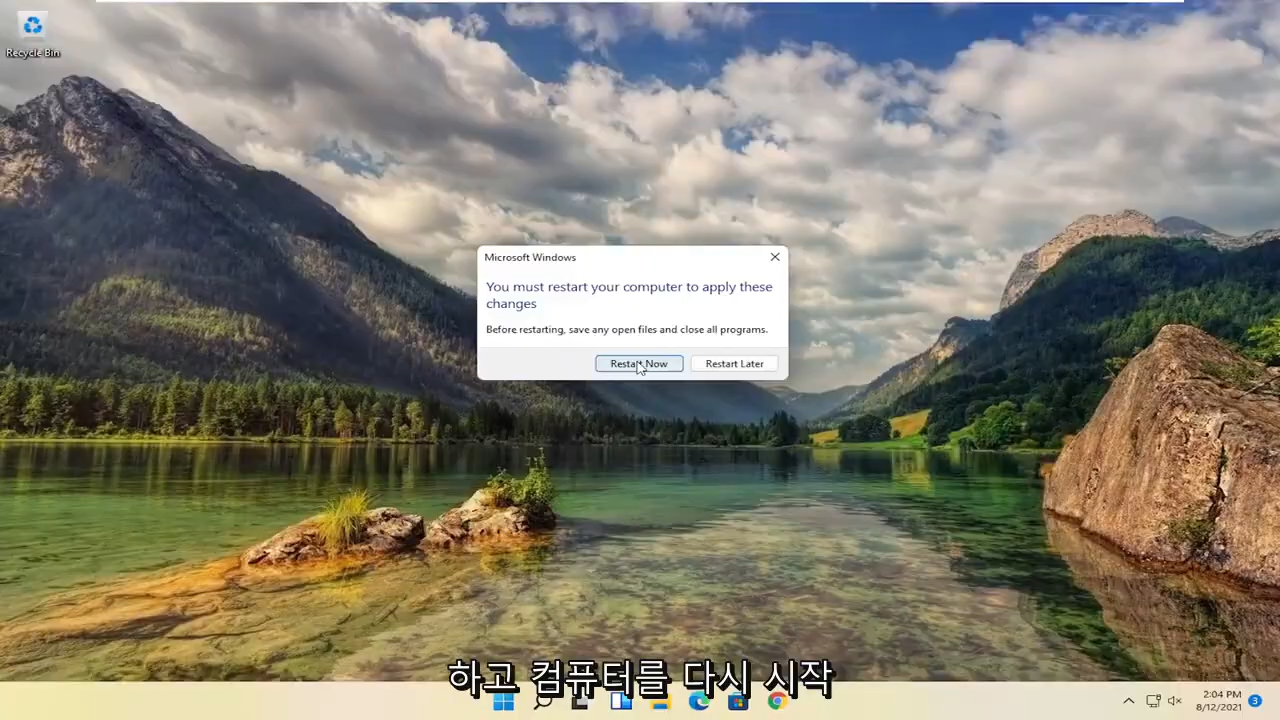 Recycle Bin
Microsoft Windows
You must restart your computer to apply these
changes
Before restarting, save any open files and close all programs.
Restart Now
Restart Later
하고 컴퓨터를 다시 시작
2:04 PM
8/12/2021
3